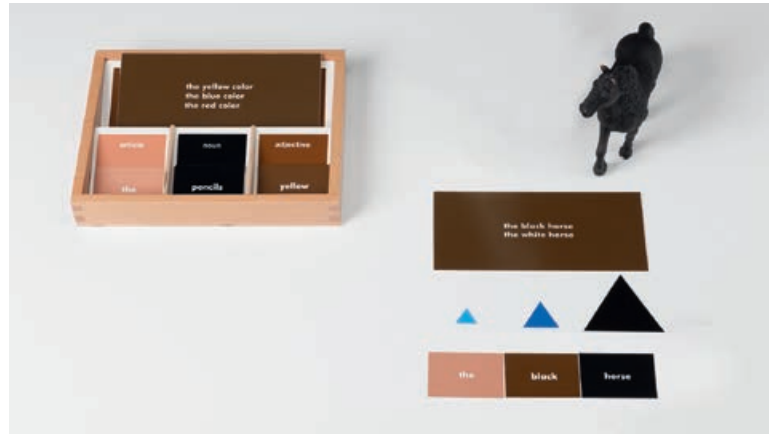 the yellow color
the blue color
the red color
article
noun
adjective
the
pencils
yellow
the black horse
the white horse
the
black
horse